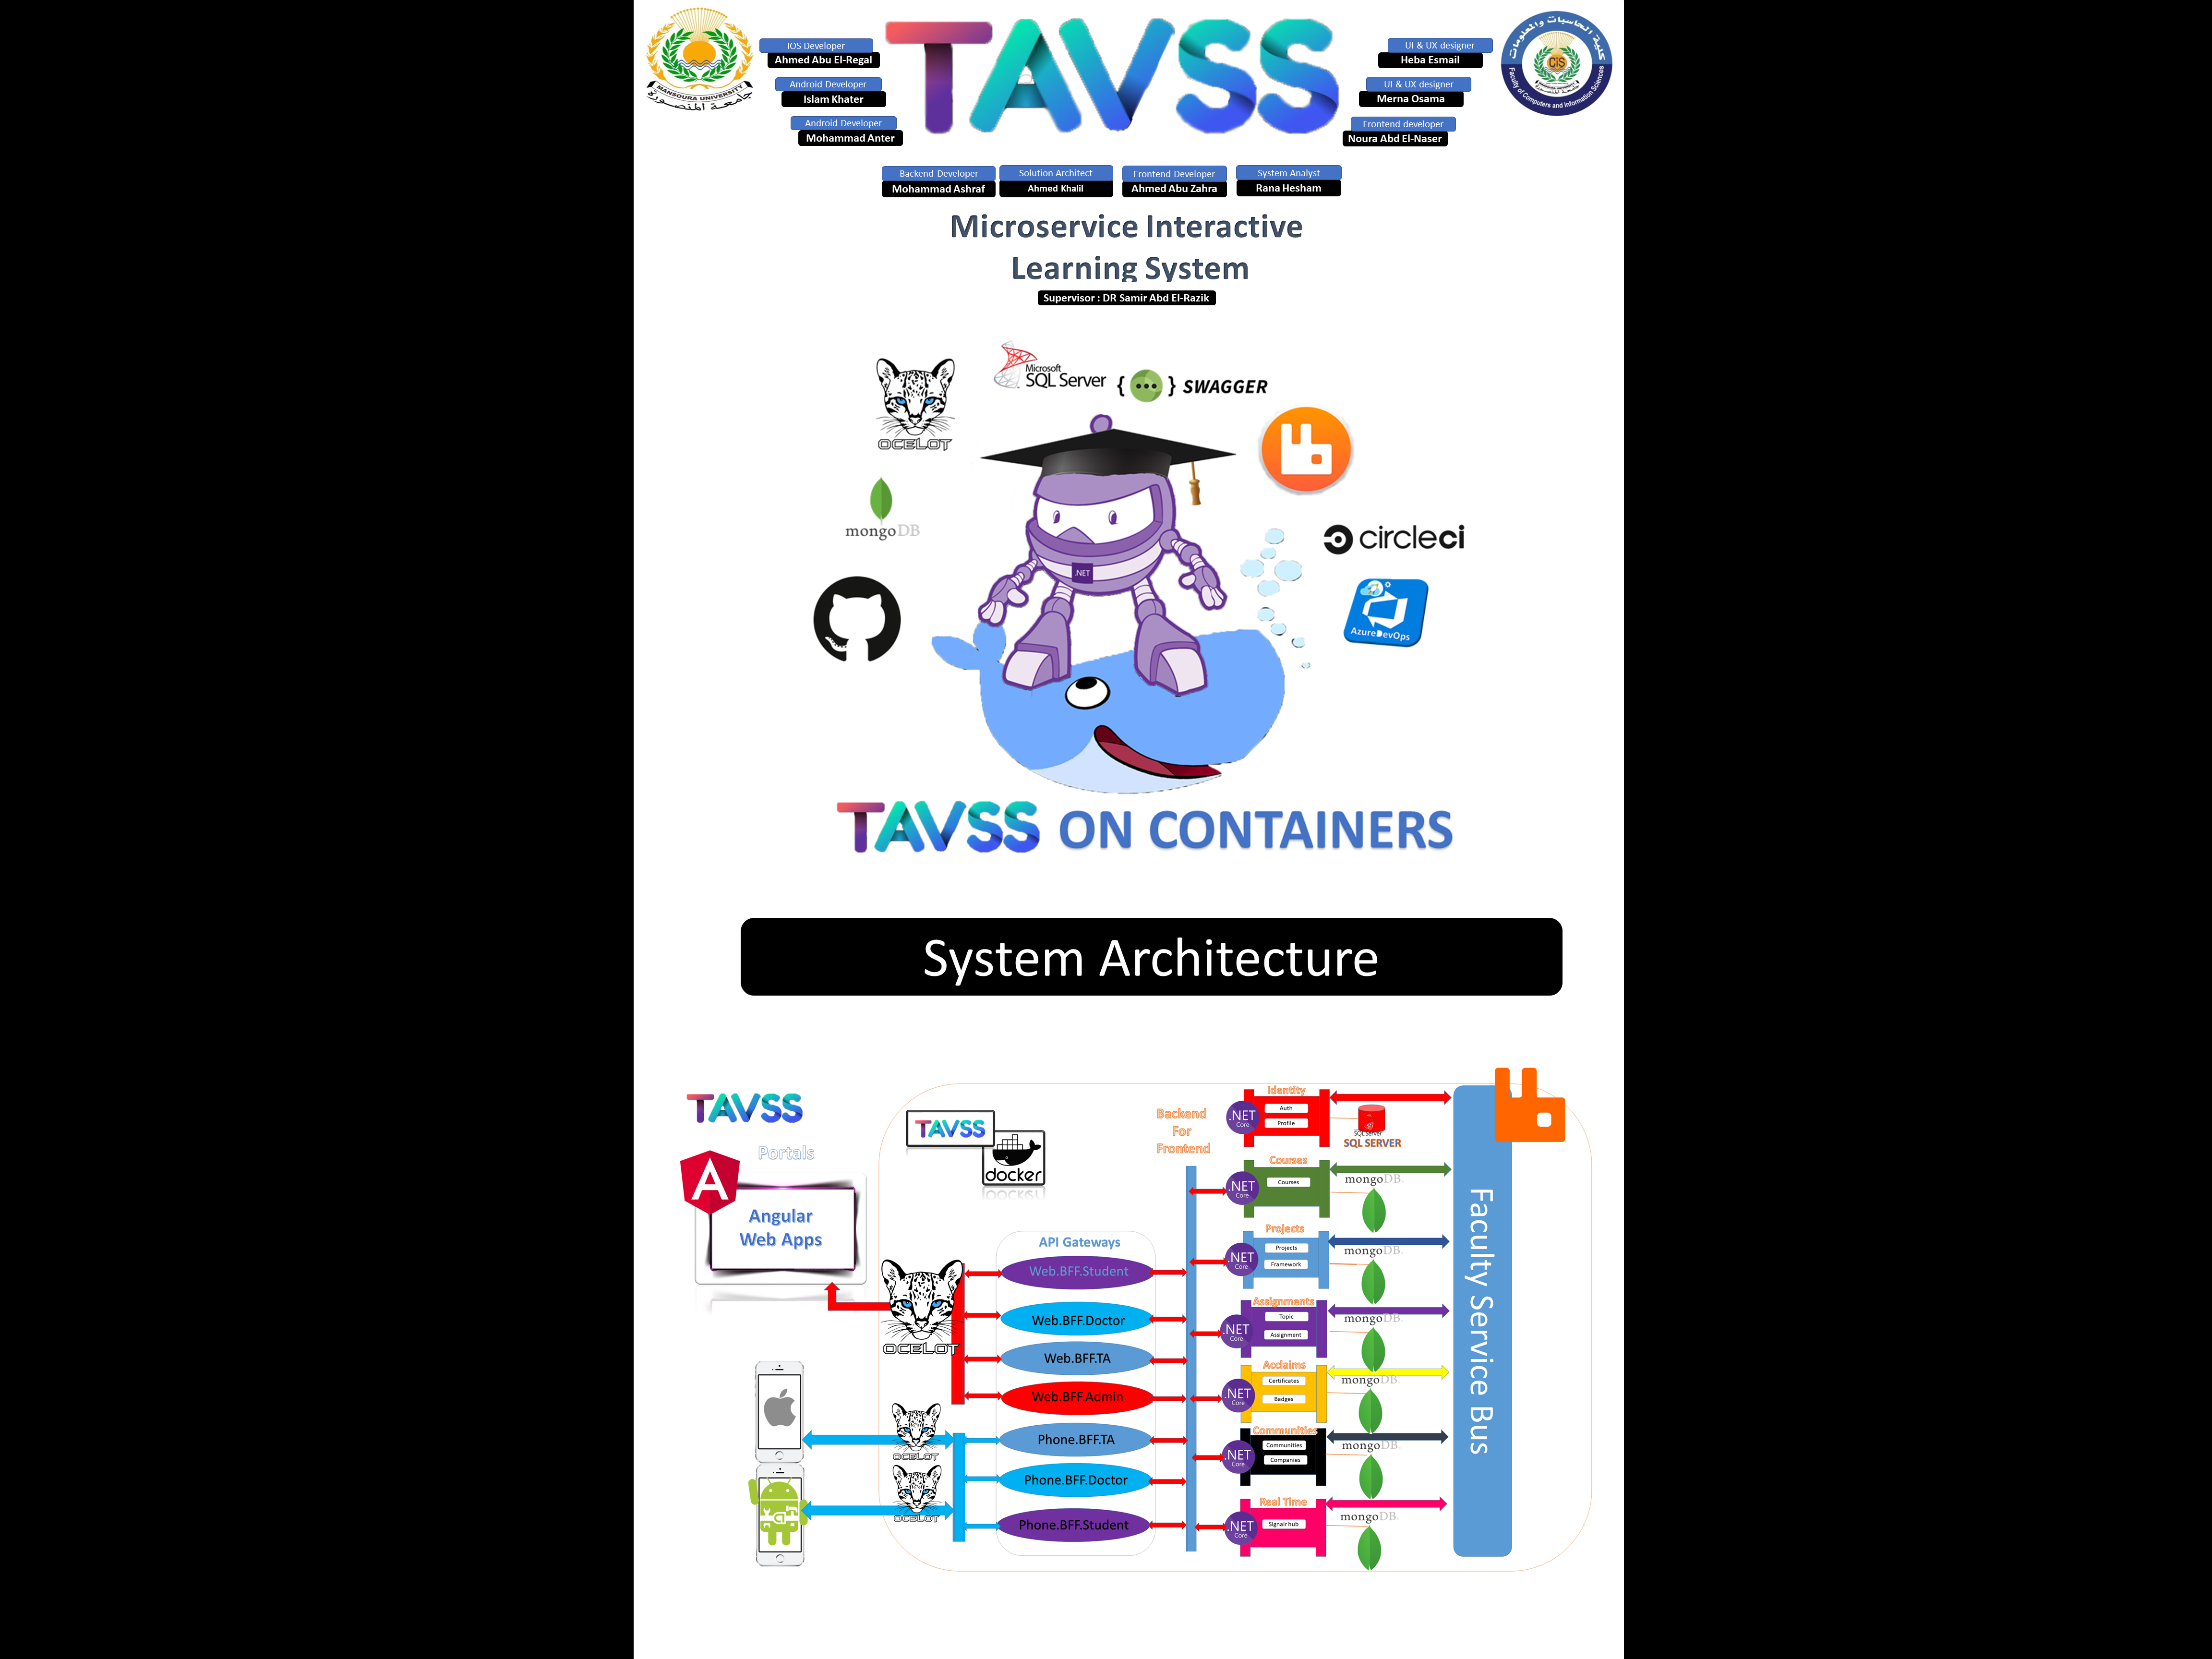 MANSOURA UNIVERSITY
جامعة المنصورة
IOS Developer
Ahmed Abu El-Regal
Android Developer
Islam Khater
Android Developer
Mohammad Anter
TAVSS
UI & UX designer
Heba Esmail
UI & UX designer
Merna Osama
Frontend developer
Noura Abd El-Naser
كلية الحاسبات والمعلومات
CIS
Faculty of Computers and Information Sciences
Backend Developer
Mohammad Ashraf
Solution Architect
Ahmed Khalil
Frontend Developer
Ahmed Abu Zahra
System Analyst
Rana Hesham
Microservice Interactive
Learning System
Supervisor : DR Samir Abd El-Razik
OCELOT
Microsoft
SQL Server
{...} SWAGGER
mongoDB
circleci
.NET
AzureDevOps
TAVSS ON CONTAINERS
System Architecture
TAVSS
Portals
Angular
Web Apps
TAVSS
docker
Backend
For
Frontend
API Gateways
OCELOT
Web.BFF.Student
Web.BFF.Doctor
Web.BFF.TA
Web.BFF.Admin
OCELOT
Phone.BFF.TA
OCELOT
Phone.BFF.Doctor
Phone.BFF.Student
Identity
.NET
Core
Auth
Profile
SQL Server
SQL SERVER
Courses
.NET
Core
Courses
mongoDB.
Projects
.NET
Core
Projects
Framework
mongoDB.
Assignments
.NET
Core
Topic
Assignment
mongoDB.
Acclaims
.NET
Core
Certificates
Badges
mongoDB.
Communities
.NET
Core
Communities
Companies
mongoDB.
Real Time
.NET
Core
Signalr hub
mongoDB.
Faculty Service Bus